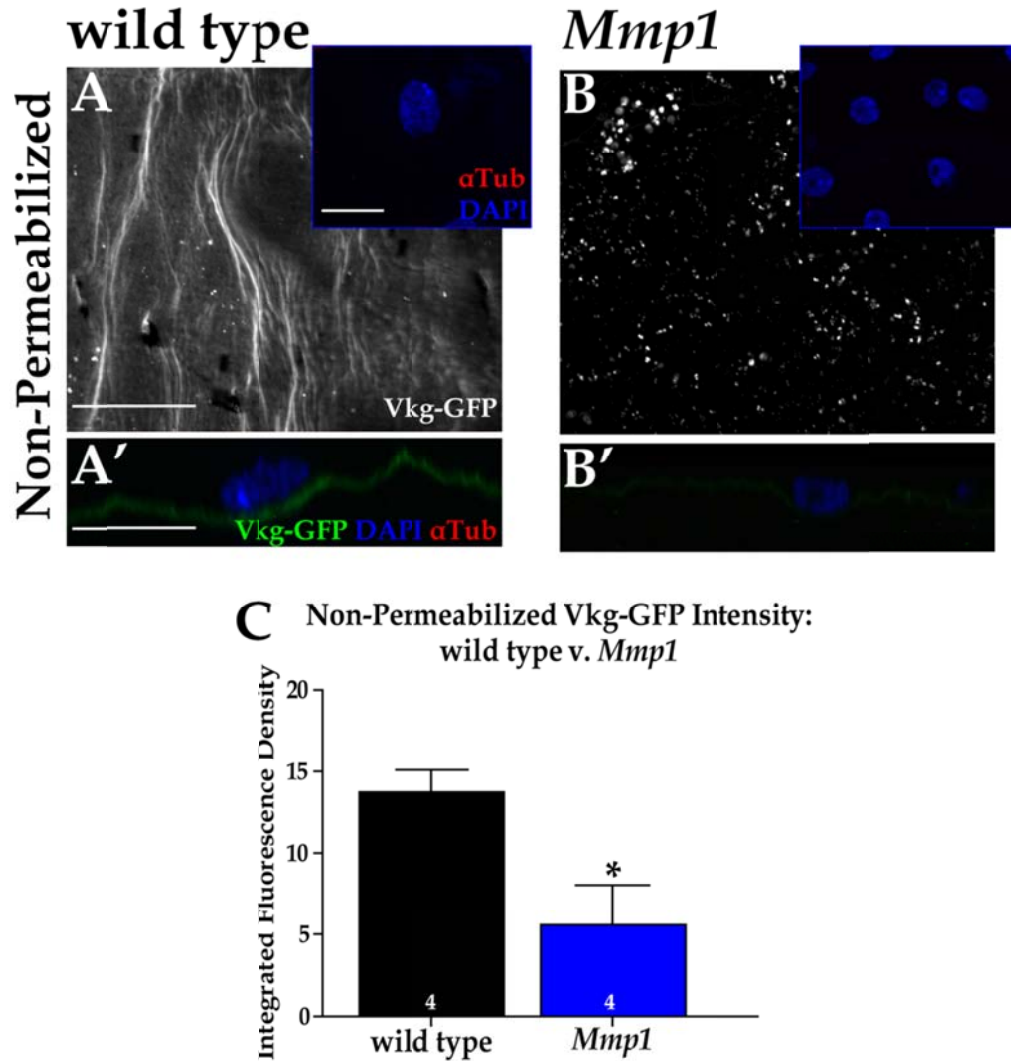 wild type
Mmp1
Non-Permeabilized
A
αTub
DAPI
Vkg-GFP
B
A′
Vkg-GFP DAPI αTub
B′
C
Non-Permeabilized Vkg-GFP Intensity:
wild type v. Mmp1
Integrated Fluorescence Density
20
15
10
5
0
*
4
4
wild type
Mmp1